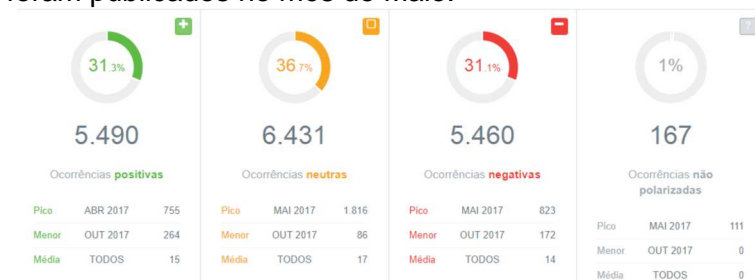 foram publicados no mês de maio.
31.3%
5.490
Ocorrências positivas
Pico ABR 2017 755
Menor OUT 2017 264
Média TODOS 15
36.7%
6.431
Ocorrências neutras
Pico MAI 2017 1.816
Menor OUT 2017 86
Média TODOS 17
31.1%
5.460
Ocorrências negativas
Pico MAI 2017 823
Menor OUT 2017 172
Média TODOS 14
?
1%
167
Ocorrências não
polarizadas
Pico MAI 2017 111
Menor OUT 2017 0
Média TODOS 0